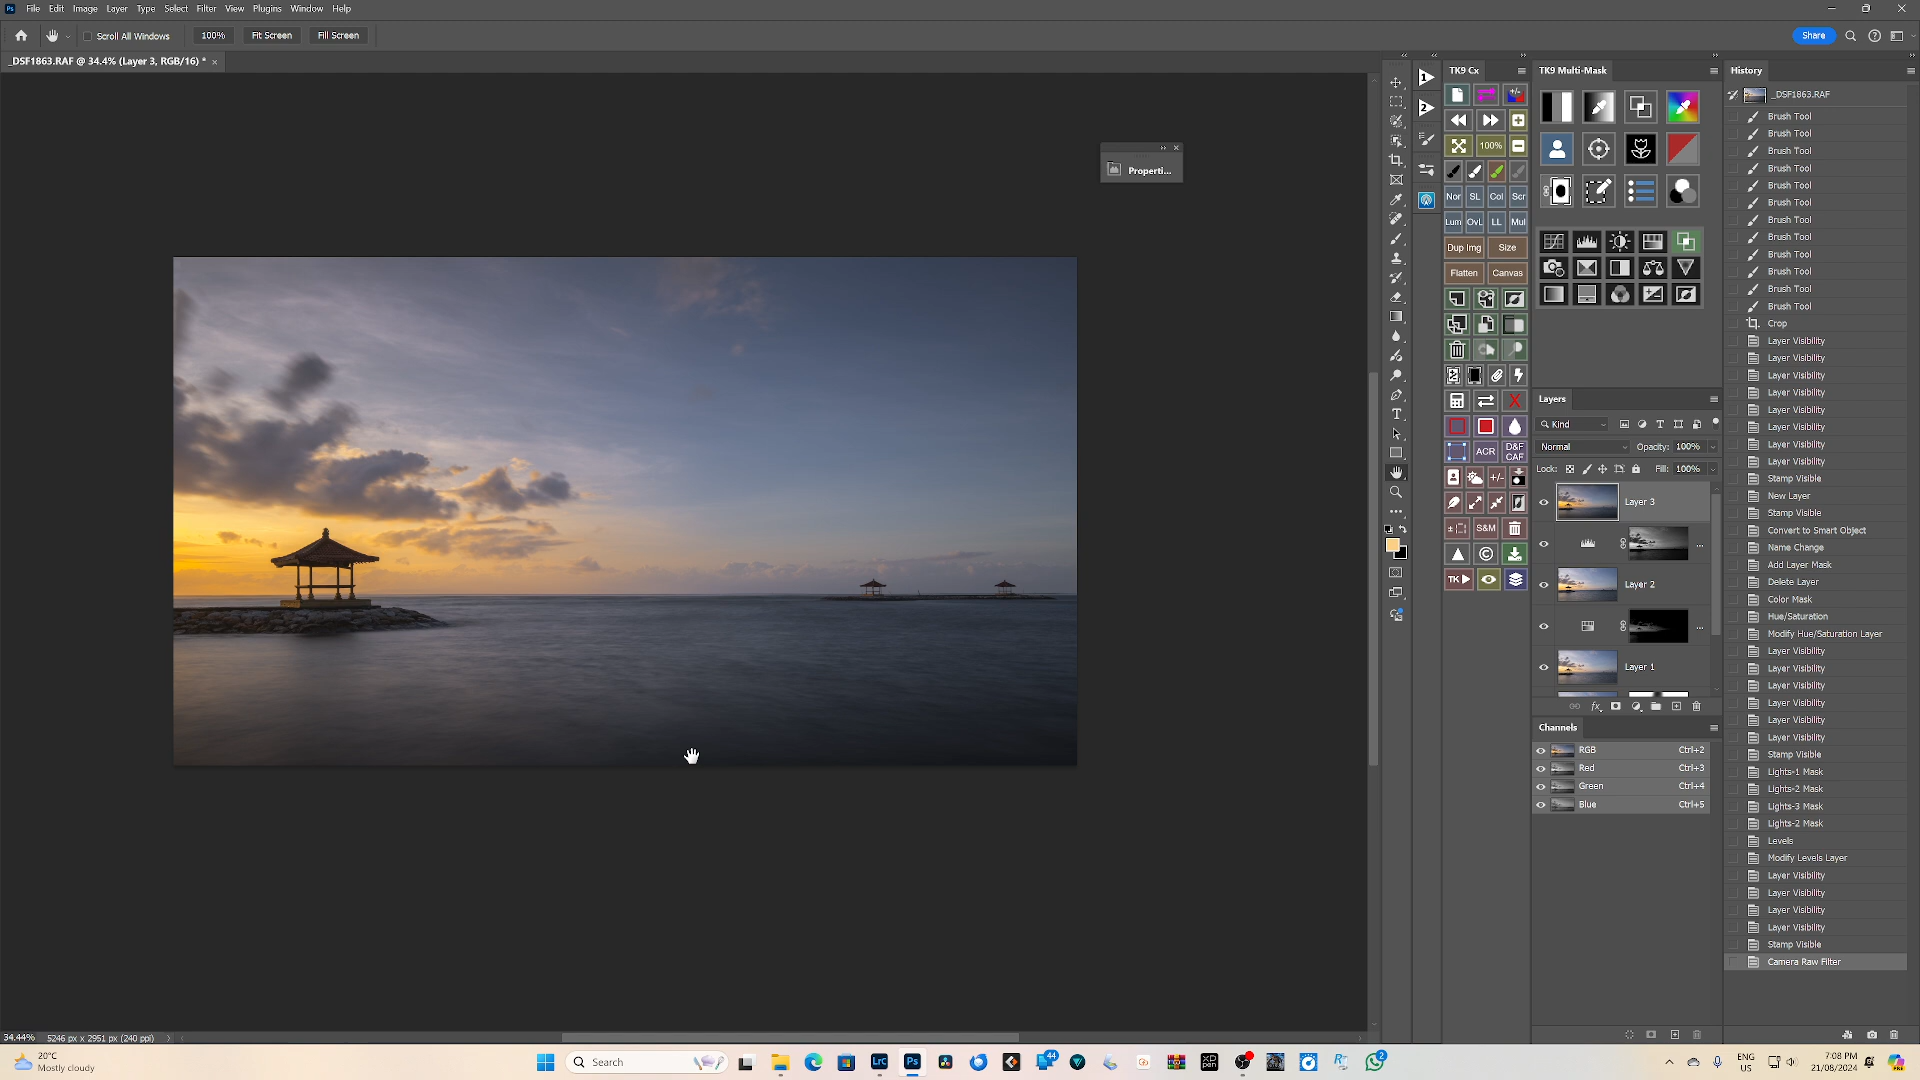 File Edit Image Layer Type Select Filter View Plugins Window Help
Scroll All Windows 100% Fit Screen Fill Screen
Share
_DSF1863.RAF @ 34.4% (Layer 3, RGB/16) *
Properti...
TK9 Cx
100%
Nor SL Col Scr
Lum OvL LL Mul
Dup Img Size
Flatten Canvas
ACR D&F CAF
+/-
S&M
TK
TK9 Multi-Mask
Layers
Kind
Normal Opacity: 100%
Lock: Fill: 100%
Layer 3
...
Layer 2
...
Layer 1
Channels
RGB Ctrl+2
Red Ctrl+3
Green Ctrl+4
Blue Ctrl+5
History
_DSF1863.RAF
Brush Tool
Brush Tool
Brush Tool
Brush Tool
Brush Tool
Brush Tool
Brush Tool
Brush Tool
Brush Tool
Brush Tool
Brush Tool
Brush Tool
Crop
Layer Visibility
Layer Visibility
Layer Visibility
Layer Visibility
Layer Visibility
Layer Visibility
Layer Visibility
Layer Visibility
Stamp Visible
New Layer
Stamp Visible
Convert to Smart Object
Name Change
Add Layer Mask
Delete Layer
Color Mask
Hue/Saturation
Modify Hue/Saturation Layer
Layer Visibility
Layer Visibility
Layer Visibility
Layer Visibility
Layer Visibility
Layer Visibility
Stamp Visible
Lights-1 Mask
Lights-2 Mask
Lights-3 Mask
Lights-2 Mask
Levels
Modify Levels Layer
Layer Visibility
Layer Visibility
Layer Visibility
Layer Visibility
Stamp Visible
Camera Raw Filter
34.44% 5246 px x 2951 px (240 ppi)
20°C
Mostly cloudy
Search
LrC
Ps
44
2
ENG
US
7:08 PM
21/08/2024